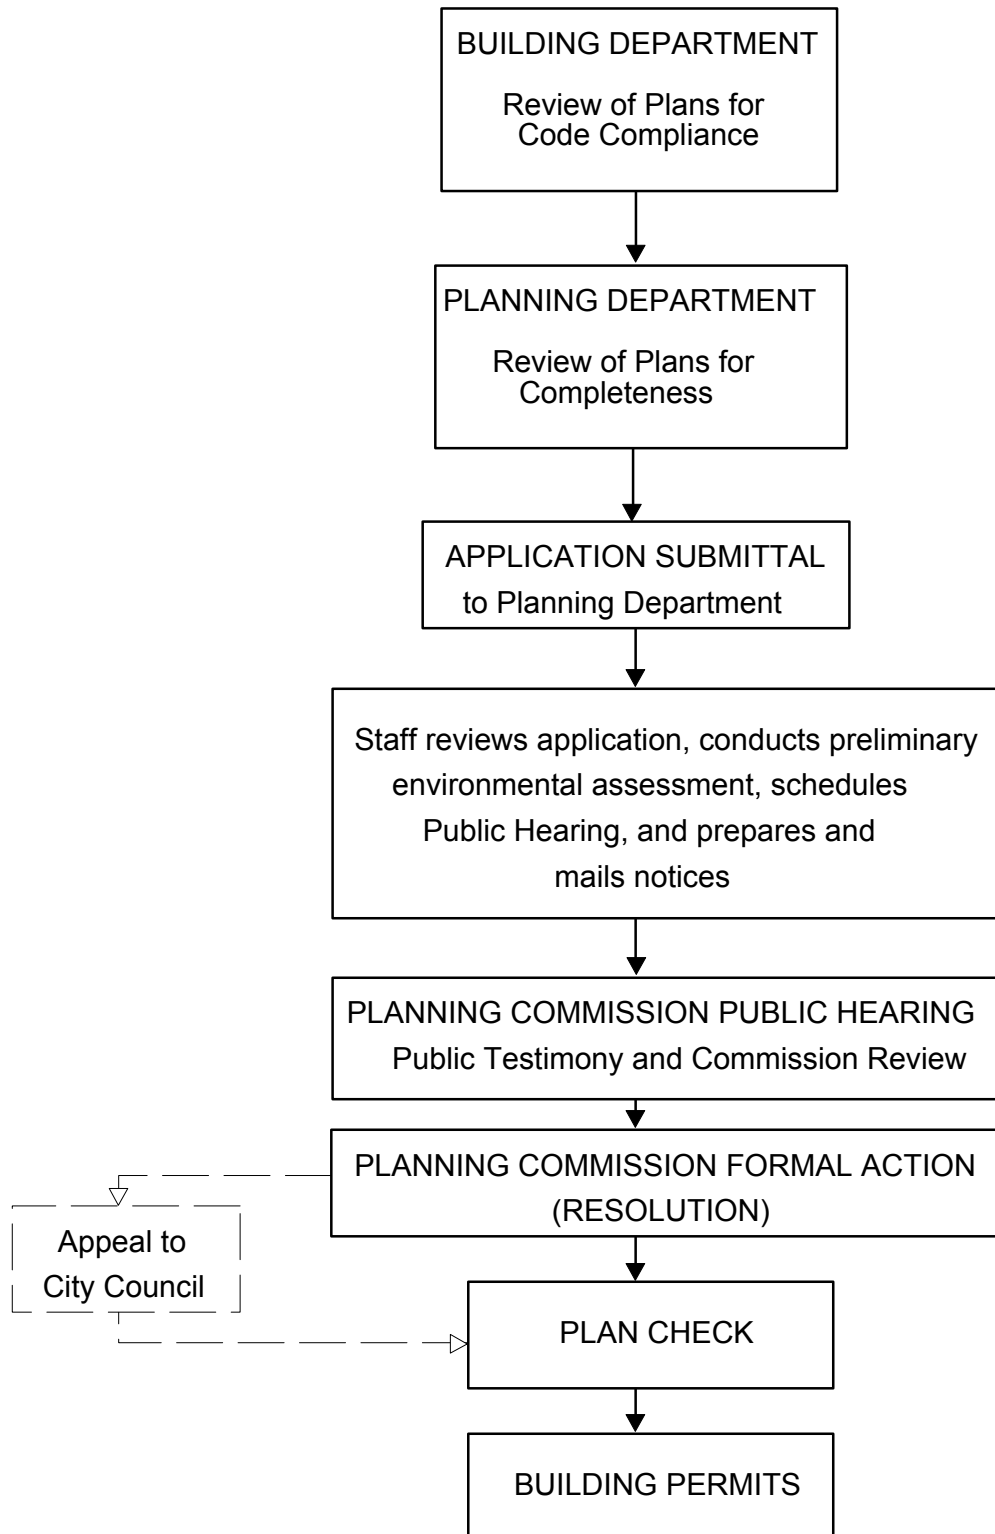 BUILDING DEPARTMENT
Review of Plans for
Code Compliance
PLANNING DEPARTMENT
Review of Plans for
Completeness
APPLICATION SUBMITTAL
to Planning Department
Staff reviews application, conducts preliminary
environmental assessment, schedules
Public Hearing, and prepares and
mails notices
PLANNING COMMISSION PUBLIC HEARING
Public Testimony and Commission Review
PLANNING COMMISSION FORMAL ACTION
(RESOLUTION)
Appeal to
City Council
PLAN CHECK
BUILDING PERMITS